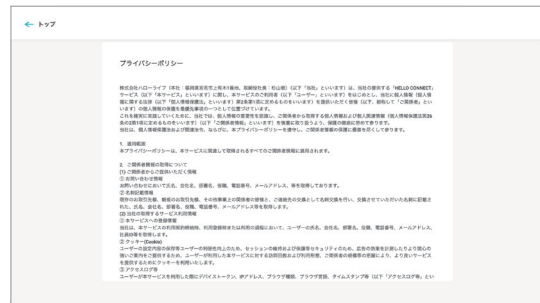 トップ
プライバシーポリシー
株式会社ハローライフ(本社:福岡県宮若市上有木1番地、取締役社長:杉山徹)(以下「当社」といいます)は、当社の提供する「HELLO CONNECT」
サービス(以下「本サービス」といいます)に関し、本サービスのご利用者(以下「ユーザー」といいます)をはじめとし、当社に個人情報(個人情
報に関する法律(以下「個人情報保護法」といいます)第2条第1項に定めるものをいいます)を提供いただく皆様(以下、総称して「ご関係者」とい
います)の個人情報の保護を最優先事項の一つとして位置づけています。
これを確実に実践していくために、当社では、個人情報の重要性を認識し、ご関係者から取得する個人情報および個人関連情報(個人情報保護法第26
条の2第1項に定めるものをいいます)(以下「ご関係者情報」といいます)を慎重に取り扱うよう、保護の徹底に努めて参ります。
当社は、個人情報保護法および関連法令、ならびに、本プライバシーポリシーを遵守し、ご関係者情報の保護に最善を尽くして参ります。
1. 適用範囲
本プライバシーポリシーは、本サービスに関連して取得されるすべてのご関係者情報に適用されます。
2. ご関係者情報の取得について
(1) ご関係者からご提供いただく情報
① お問い合わせ情報
お問いわせにおいて氏名、会社名、部署名、役職、電話番号、メールアドレス、等を取得しております。
② 名刺記載情報
既存のお取引先様、新規のお取引先様、その他事業上の関係者の皆様と、ご連絡先の交換として名刺交換を行い、交換させていた行いた名刺に記載さ
れた、氏名、会社名、部署名、役職、電話番号、メールアドレス等を取得します。
(2) 当社の取得するサービス利用情報
① 本サービスへの登録情報
当社は、本サービスの利用規約締結時、利用登録時または利用の過程において、ユーザーの氏名、会社名、部署名、役職、電話番号、メールアドレス、
社員ID等を取得します。
② クッキー(Cookie)
ユーザーの設定内容の保存等ユーザーの利便性向上のため、セッションの維持および保護等セキュリティのため、広告の効果を計測したりより関心の
強いご案内をご提供するため、ユーザーが利用した本サービスに対する訪問回数および利用形態、ご関係者の規模等の把握により、より良いサービス
を提供するためにクッキーを利用いたします。
③ アクセスログ等
ユーザーが本サービスを利用した際にデバイストークン、IPアドレス、ブラウザ種類、ブラウザ言語、タイムスタンプ等(以下「アクセスログ等」とい